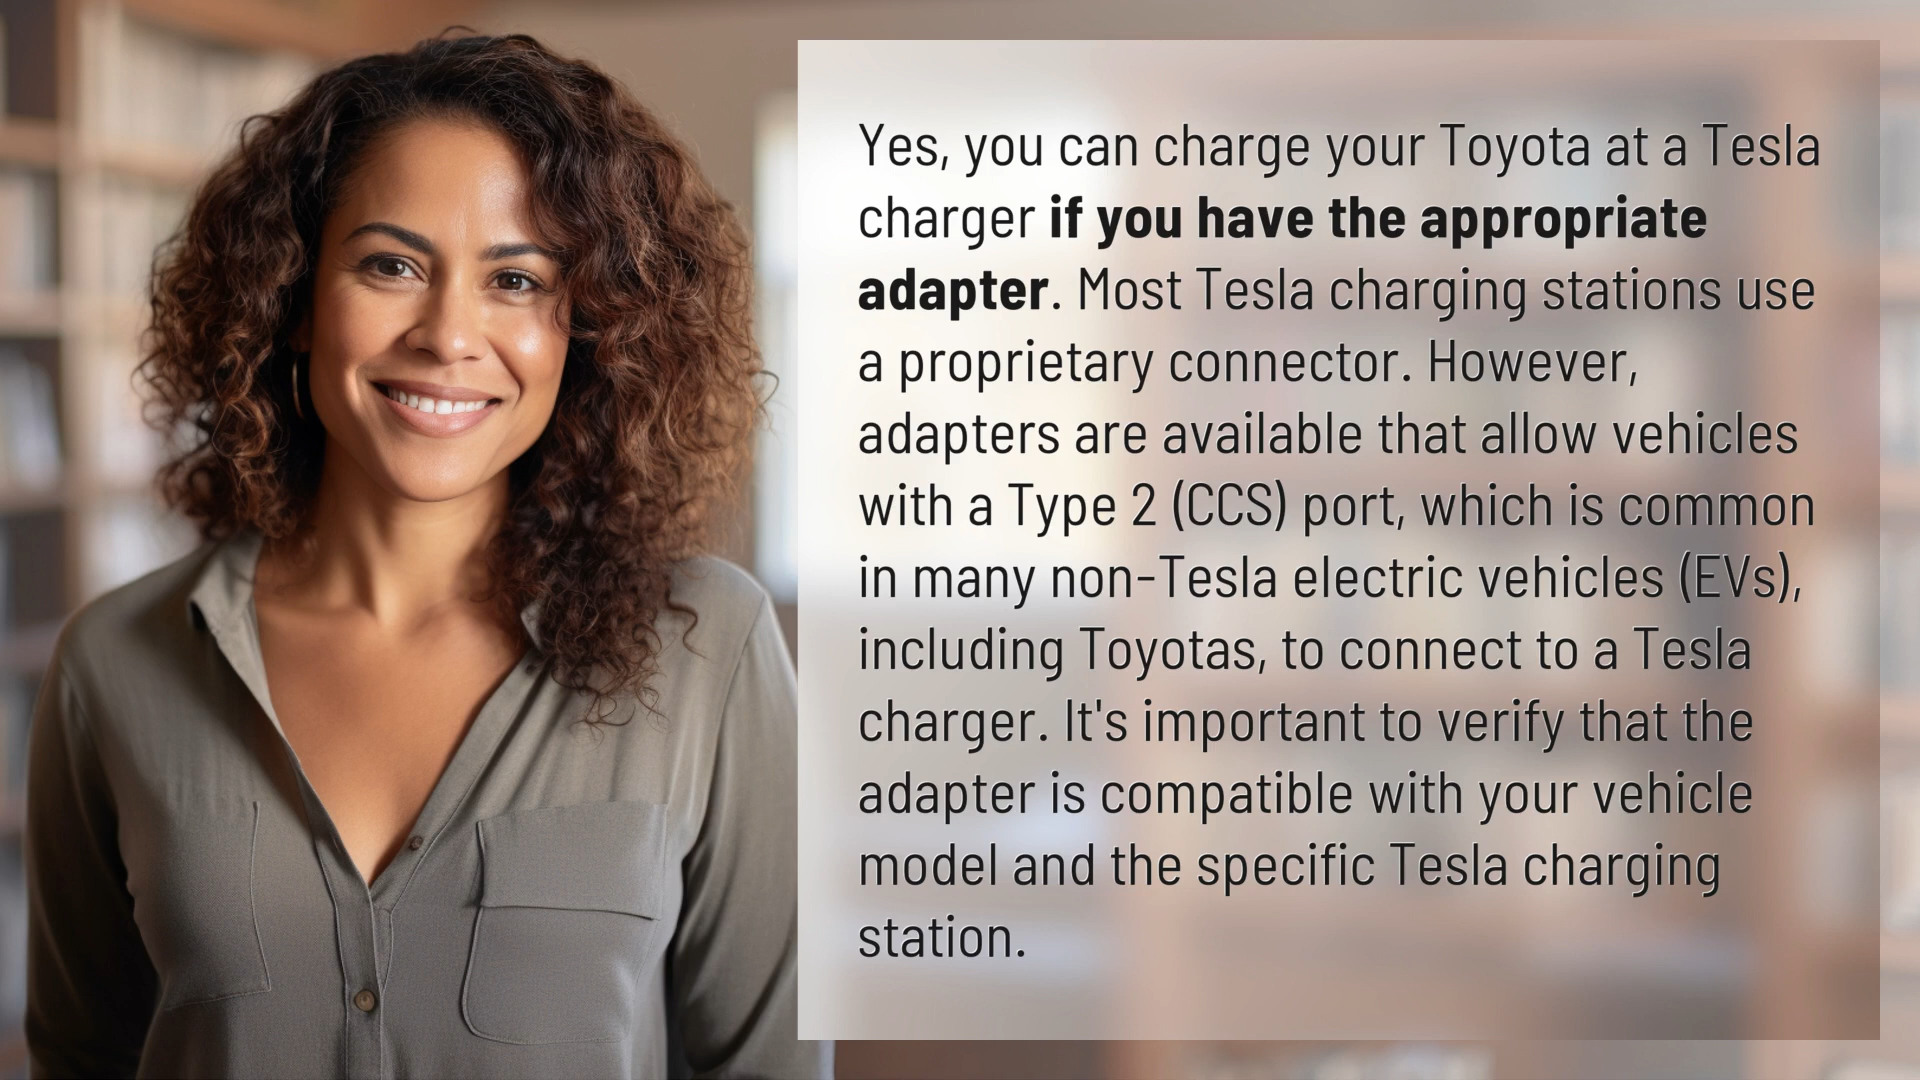 Yes, you can charge your Toyota at a Tesla
charger if you have the appropriate
adapter. Most Tesla charging stations use
a proprietary connector. However,
adapters are available that allow vehicles
with a Type 2 (CCS) port, which is common
in many non-Tesla electric vehicles (EVs),
including Toyotas, to connect to a Tesla
charger. It's important to verify that the
adapter is compatible with your vehicle
model and the specific Tesla charging
station.